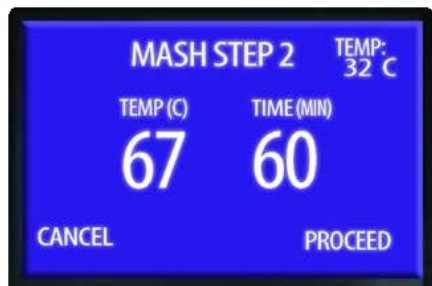 MASH STEP 2
TEMP:
32 C
TEMP (C) TIME (MIN)
67 60
CANCEL PROCEED